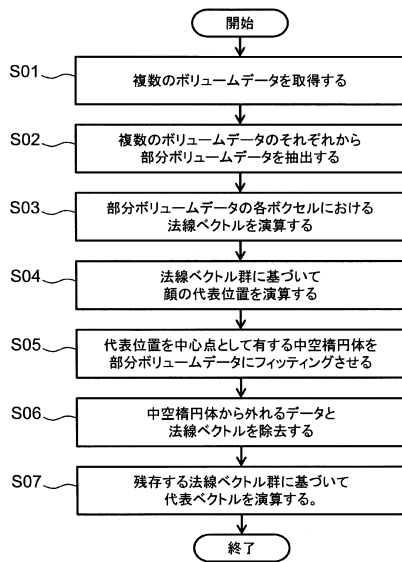 開始
S01
複数のボリュームデータを取得する
S02
複数のボリュームデータのそれぞれから
部分ボリュームデータを抽出する
S03
部分ボリュームデータの各ボクセルにおける
法線ベクトルを演算する
S04
法線ベクトル群に基づいて
顔の代表位置を演算する
S05
代表位置を中心点として有する中空楕円体を
部分ボリュームデータにフィッティングさせる
S06
中空楕円体から外れるデータと
法線ベクトルを除去する
S07
残存する法線ベクトル群に基づいて
代表ベクトルを演算する。
終了